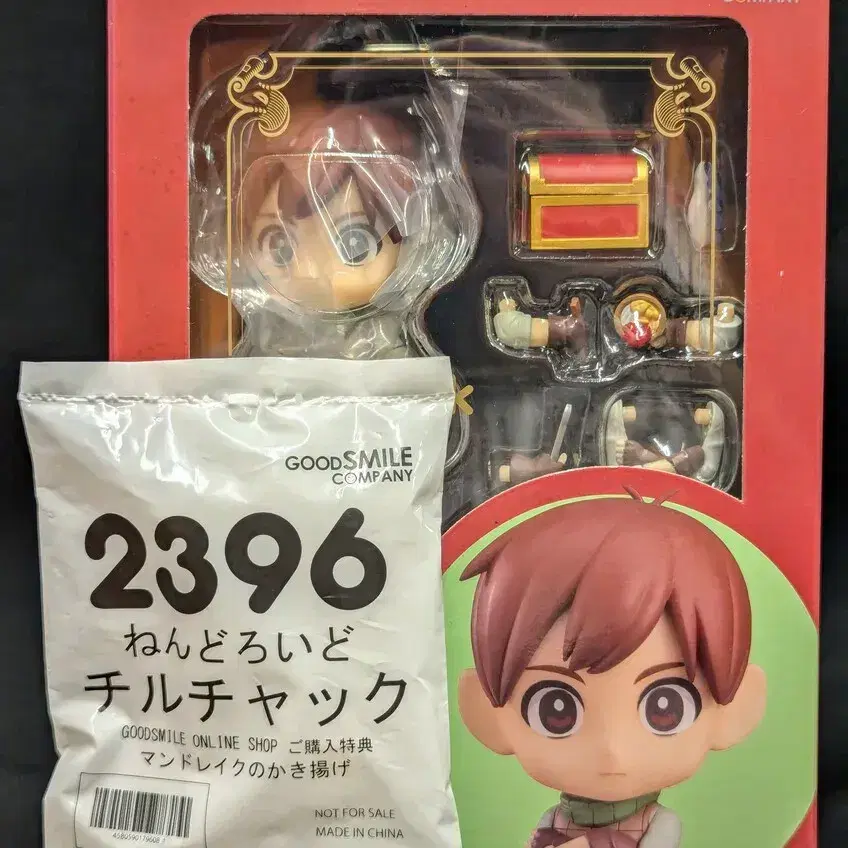 COMPANY
GOODSMILE
COMPANY
2396
ねんどろいど
チルチャック
GOODSMILE ONLINE SHOP ご購入特典
マンドレイクのかき揚げ
NOT FOR SALE
MADE IN CHINA